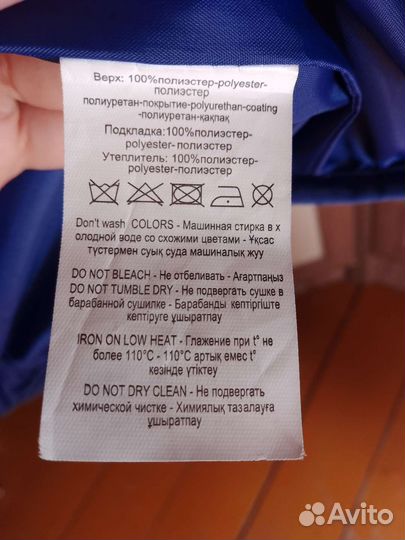 Верх: 100%полиэстер-polyester-
полиэстер
полиуретан-покрытие-polyurethan-coating
-полиуретан-қақпақ
Подкладка:100%полиэстер-
polyester-полиэстер
Утеплитель: 100%полиэстер
-polyester-полиэстер
Don't wash COLORS - Машинная стирка в х
олодной воде со схожими цветами - Ұқсас
түстермен суық суда машиналық жуу
DO NOT BLEACH - Не отбеливать - Ағартпаңыз
DO NOT TUMBLE DRY - Не подвергать сушке в
барабанной сушилке - Барабанды кептіргіште
кептіруге ұшыратпау
IRON ON LOW HEAT - Глажение при t° не
более 110°C - 110°C артық емес t°
кезінде үтіктеу
DO NOT DRY CLEAN - Не подвергать
химической чистке - Химиялық тазалауға
ұшыратпау
Avito